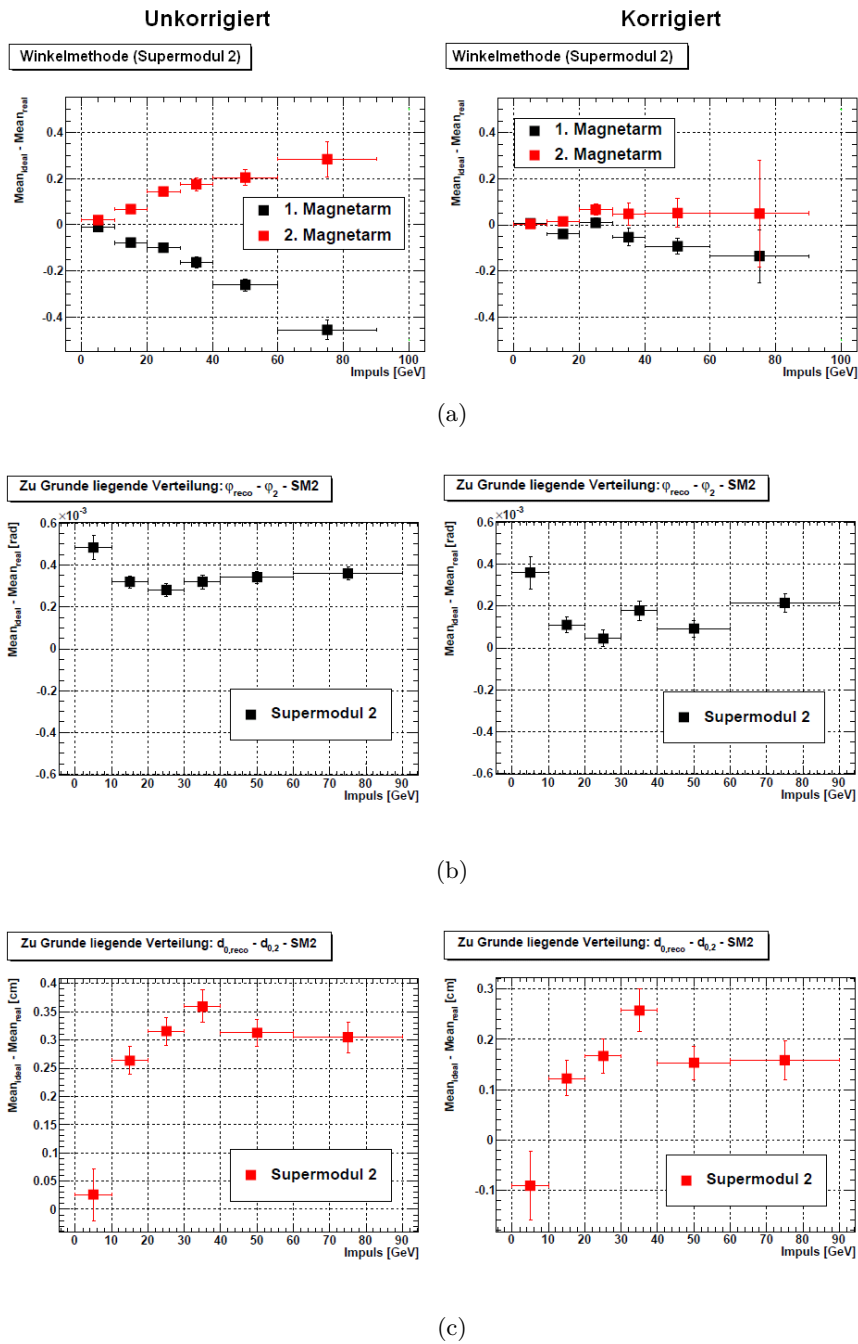 Unkorrigiert
Korrigiert
Winkelmethode (Supermodul 2)
Mean_ideal - Mean_real
0.4
0.2
0
-0.2
-0.4
1. Magnetarm
2. Magnetarm
0 20 40 60 80 100
Impuls [GeV]
Winkelmethode (Supermodul 2)
Mean_ideal - Mean_real
0.4
0.2
0
-0.2
-0.4
1. Magnetarm
2. Magnetarm
0 20 40 60 80 100
Impuls [GeV]
(a)
Zu Grunde liegende Verteilung: φ_reco - φ_2 - SM2
×10^-3
Mean_ideal - Mean_real [rad]
0.6
0.4
0.2
0
-0.2
-0.4
-0.6
Supermodul 2
0 10 20 30 40 50 60 70 80 90
Impuls [GeV]
Zu Grunde liegende Verteilung: φ_reco - φ_2 - SM2
×10^-3
Mean_ideal - Mean_real [rad]
0.6
0.4
0.2
0
-0.2
-0.4
-0.6
Supermodul 2
0 10 20 30 40 50 60 70 80 90
Impuls [GeV]
(b)
Zu Grunde liegende Verteilung: d_0,reco - d_0,2 - SM2
Mean_ideal - Mean_real [cm]
0.4
0.35
0.3
0.25
0.2
0.15
0.1
0.05
0
Supermodul 2
0 10 20 30 40 50 60 70 80 90
Impuls [GeV]
Zu Grunde liegende Verteilung: d_0,reco - d_0,2 - SM2
Mean_ideal - Mean_real [cm]
0.3
0.2
0.1
0
-0.1
Supermodul 2
0 10 20 30 40 50 60 70 80 90
Impuls [GeV]
(c)